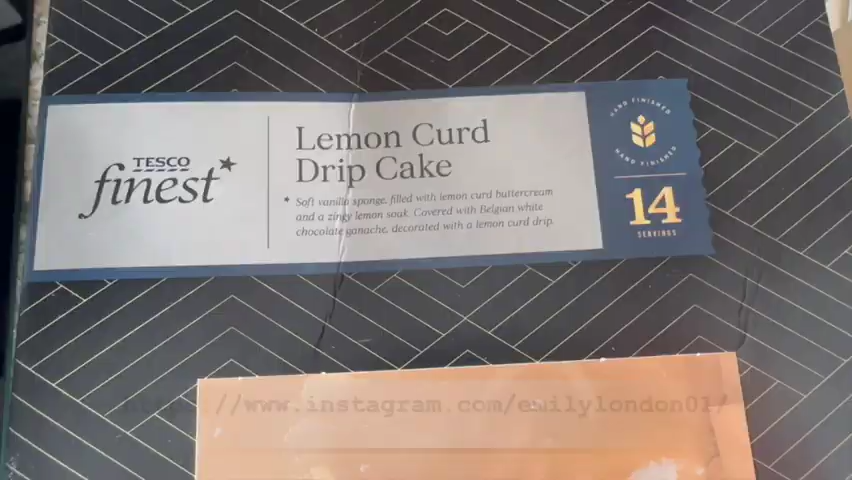 TESCO
finest*
Lemon Curd
Drip Cake
* Soft vanilla sponge, filled with lemon curd buttercream
and a zingy lemon soak. Covered with Belgian white
chocolate ganache, decorated with a lemon curd drip.
HAND FINISHED
HAND FINISHED
14
SERVINGS
https://www.instagram.com/emilylondon01/